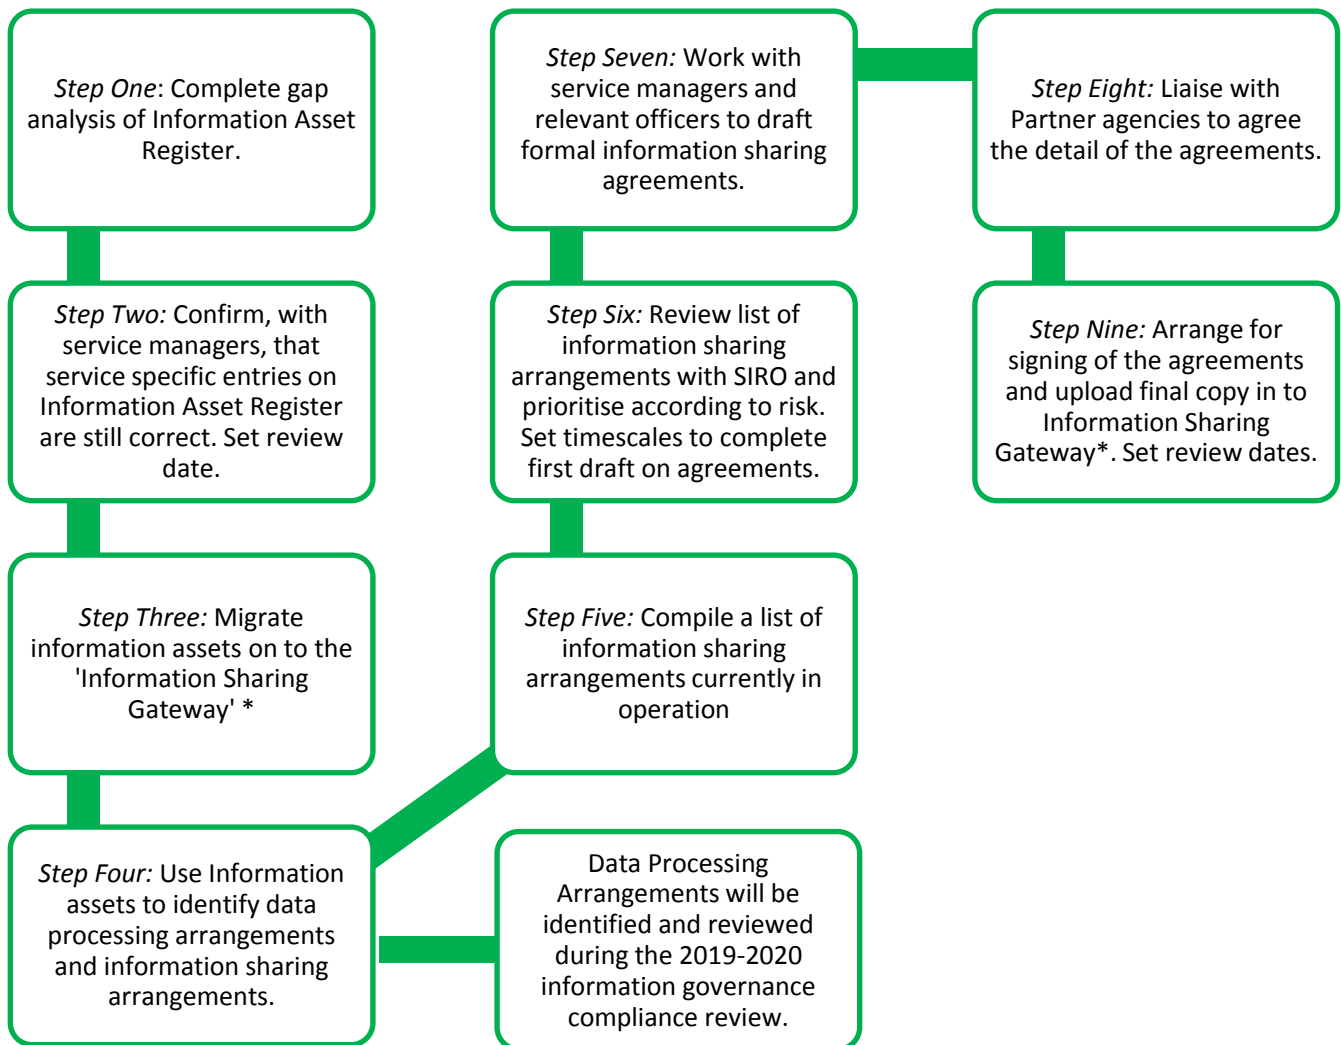 Step One: Complete gap
analysis of Information Asset
Register.
Step Two: Confirm, with
service managers, that
service specific entries on
Information Asset Register
are still correct. Set review
date.
Step Three: Migrate
information assets on to the
'Information Sharing
Gateway' *
Step Four: Use Information
assets to identify data
processing arrangements
and information sharing
arrangements.
Data Processing
Arrangements will be
identified and reviewed
during the 2019-2020
information governance
compliance review.
Step Five: Compile a list of
information sharing
arrangements currently in
operation
Step Six: Review list of
information sharing
arrangements with SIRO and
prioritise according to risk.
Set timescales to complete
first draft on agreements.
Step Seven: Work with
service managers and
relevant officers to draft
formal information sharing
agreements.
Step Eight: Liaise with
Partner agencies to agree
the detail of the agreements.
Step Nine: Arrange for
signing of the agreements
and upload final copy in to
Information Sharing
Gateway*. Set review dates.